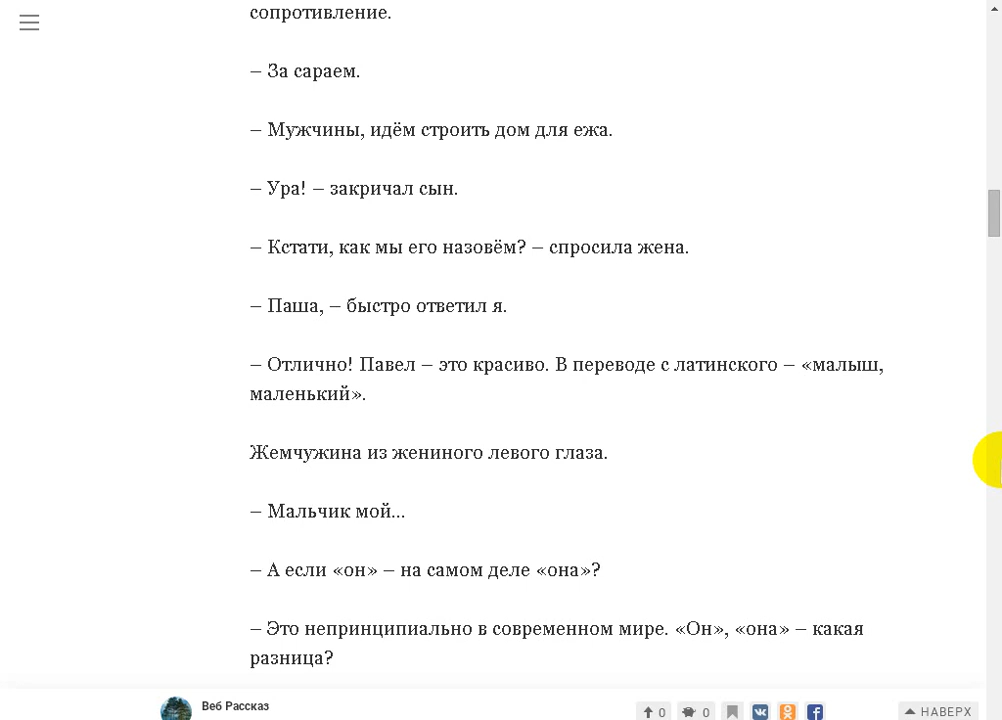 сопротивление.
– За сараем.
– Мужчины, идём строить дом для ежа.
– Ура! – закричал сын.
– Кстати, как мы его назовём? – спросила жена.
– Паша, – быстро ответил я.
– Отлично! Павел – это красиво. В переводе с латинского – «малыш,
маленький».
Жемчужина из жениного левого глаза.
– Мальчик мой...
– А если «он» – на самом деле «она»?
– Это непринципиально в современном мире. «Он», «она» – какая
разница?
Веб Рассказ 0 0 НАВЕРХ